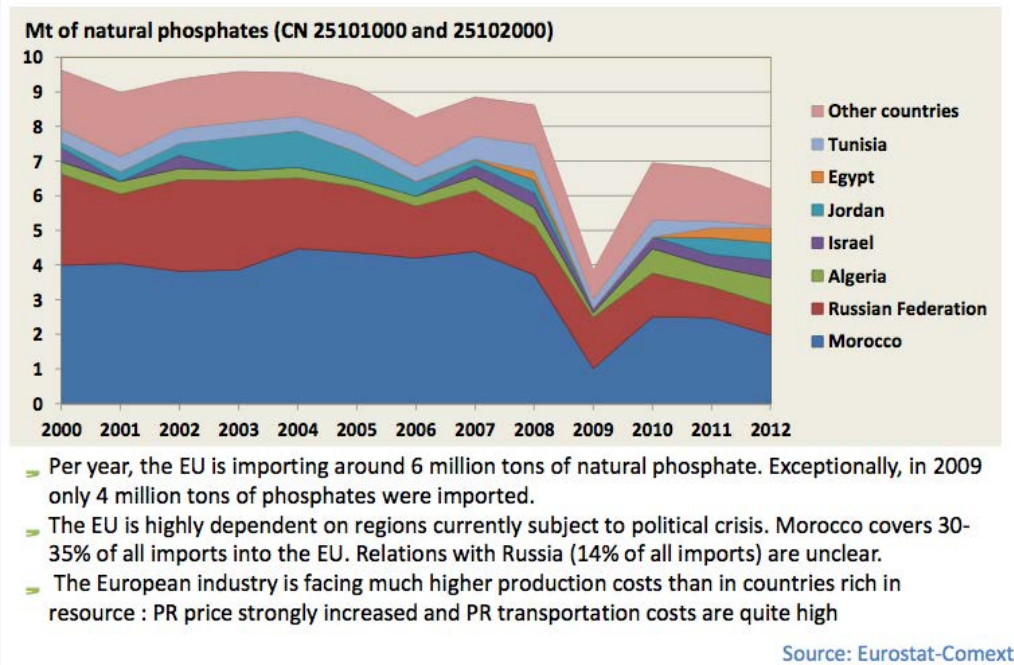 Mt of natural phosphates (CN 25101000 and 25102000)
10
9
8
7
6
5
4
3
2
1
0
2000 2001 2002 2003 2004 2005 2006 2007 2008 2009 2010 2011 2012
Other countries
Tunisia
Egypt
Jordan
Israel
Algeria
Russian Federation
Morocco
Per year, the EU is importing around 6 million tons of natural phosphate. Exceptionally, in 2009
only 4 million tons of phosphates were imported.
The EU is highly dependent on regions currently subject to political crisis. Morocco covers 30-
35% of all imports into the EU. Relations with Russia (14% of all imports) are unclear.
The European industry is facing much higher production costs than in countries rich in
resource : PR price strongly increased and PR transportation costs are quite high
Source: Eurostat-Comext